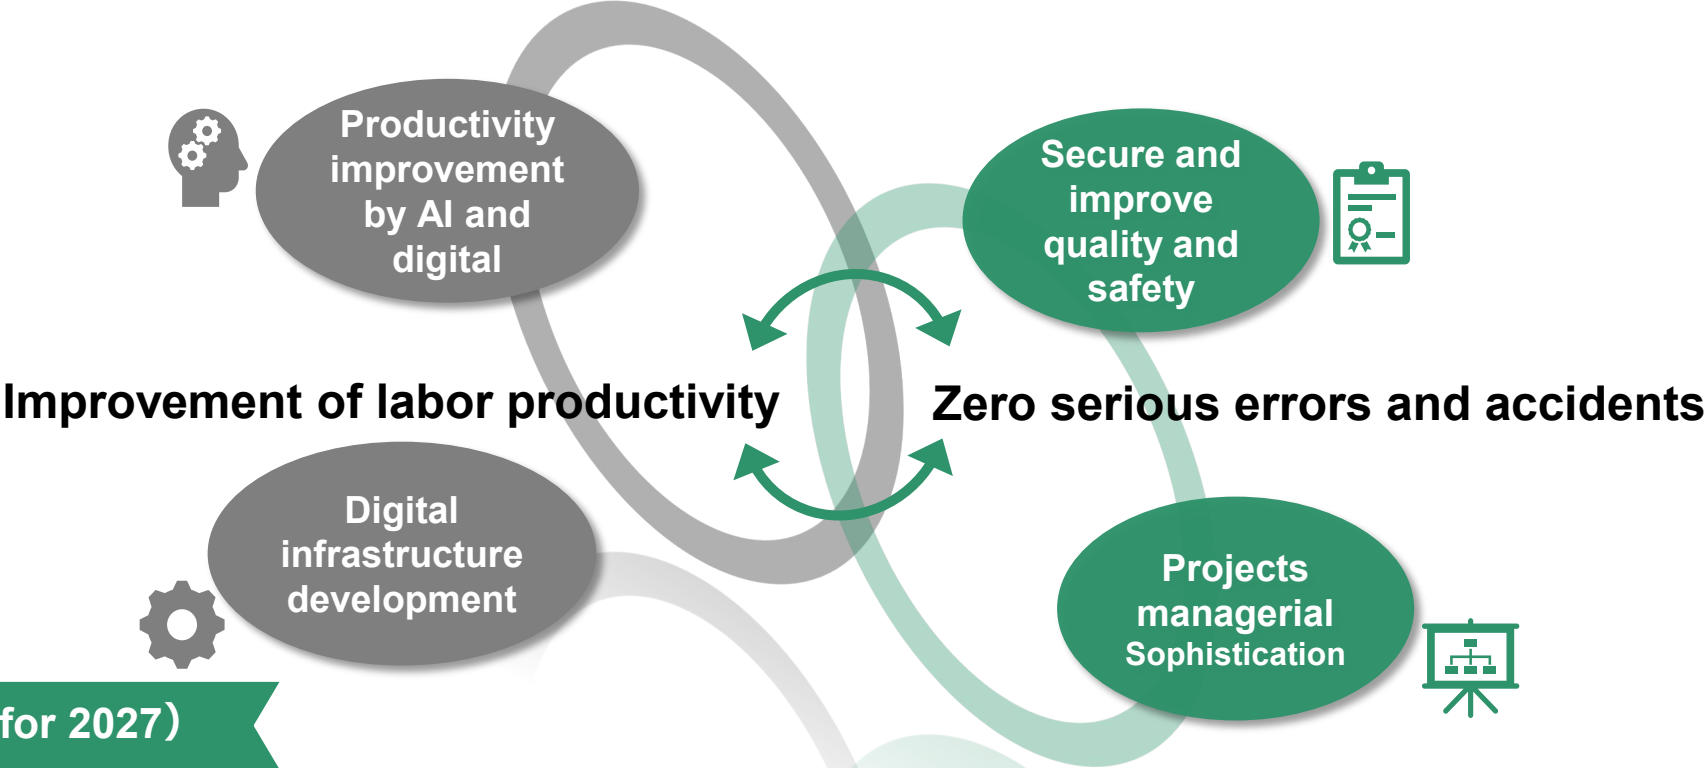 Productivity
improvement
by AI and
digital
Secure and
improve
quality and
safety
Improvement of labor productivity
Zero serious errors and accidents
Digital
infrastructure
development
Projects
managerial
Sophistication
for 2027）